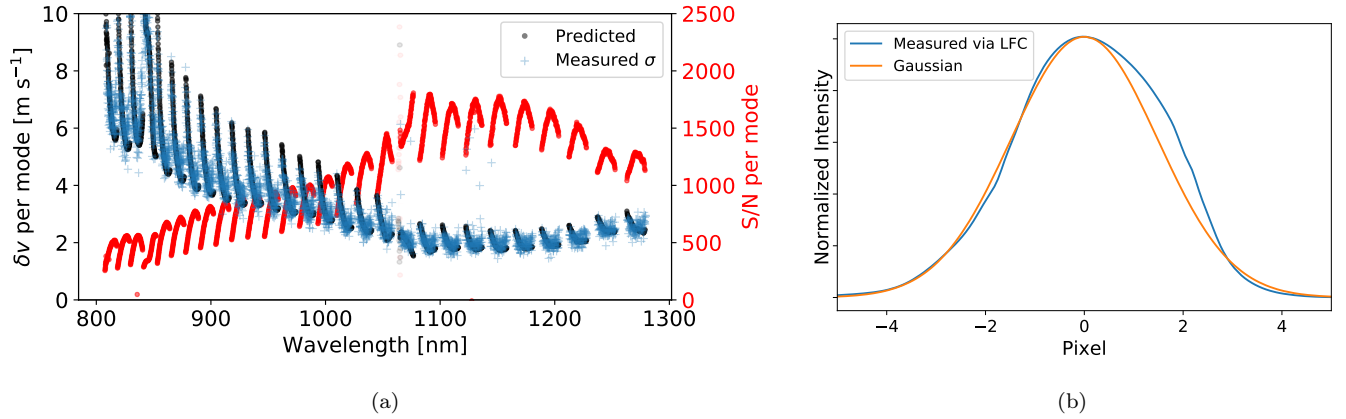 10
8
6
4
2
0
δv per mode [m s⁻¹]
800
900
1000
1100
1200
1300
Wavelength [nm]
2500
2000
1500
1000
500
0
S/N per mode
Predicted
Measured σ
(a)
Measured via LFC
Gaussian
Normalized Intensity
−4
−2
0
2
4
Pixel
(b)